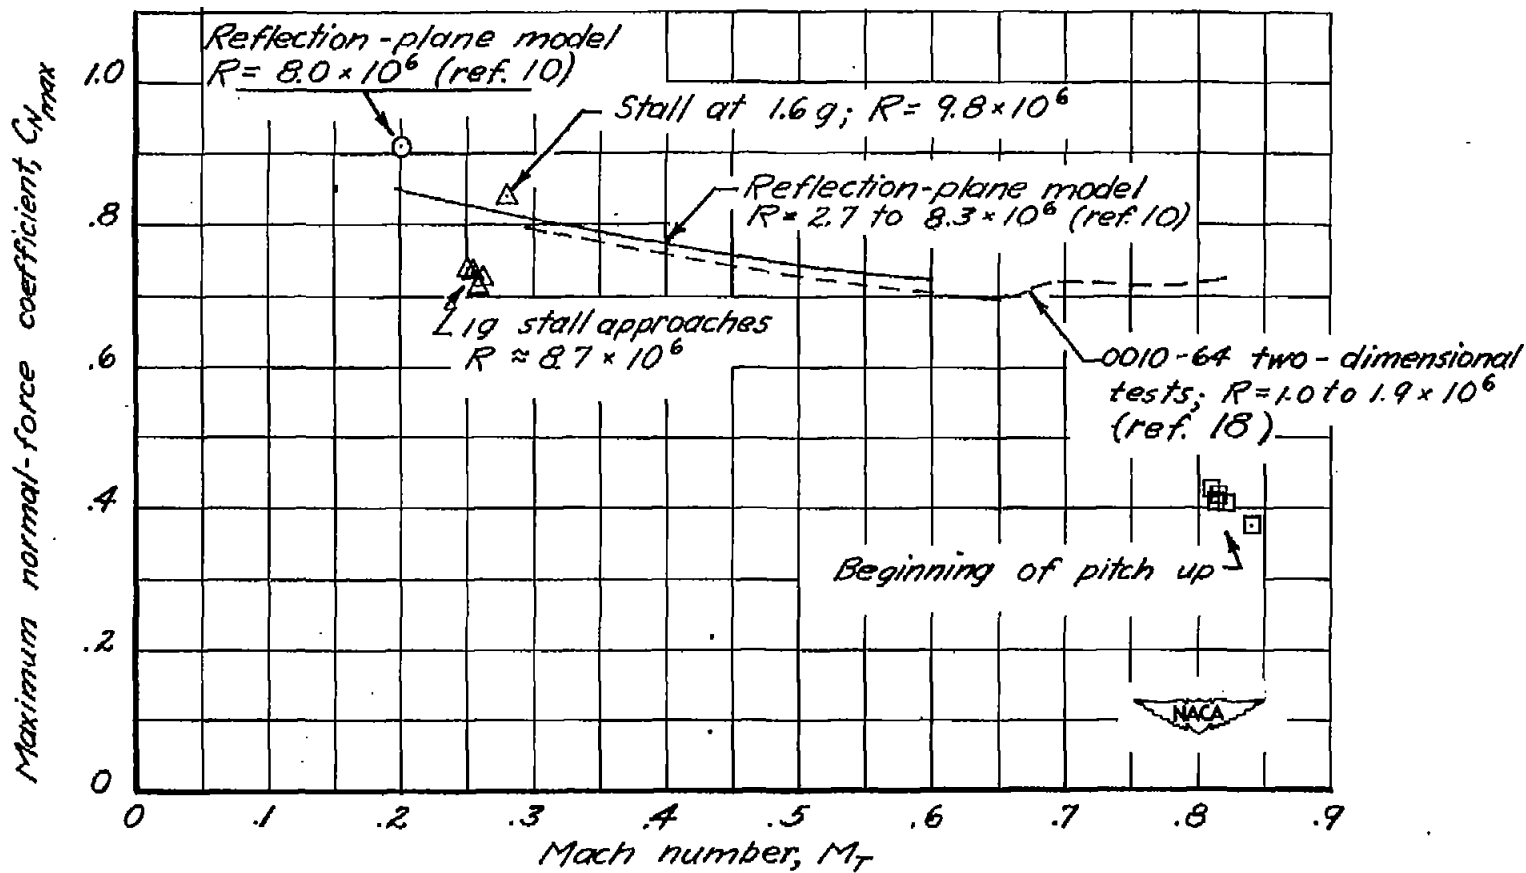 Reflection-plane model
R = 8.0 × 10⁶ (ref. 10)
Stall at 1.6 g; R = 9.8 × 10⁶
Reflection-plane model
R = 2.7 to 8.3 × 10⁶ (ref. 10)
1g stall approaches
R ≈ 8.7 × 10⁶
0010-64 two-dimensional
tests; R = 1.0 to 1.9 × 10⁶
(ref. 18)
Beginning of pitch up
NACA
Maximum normal-force coefficient, CNmax
1.0
.8
.6
.4
.2
0
0 .1 .2 .3 .4 .5 .6 .7 .8 .9
Mach number, MT